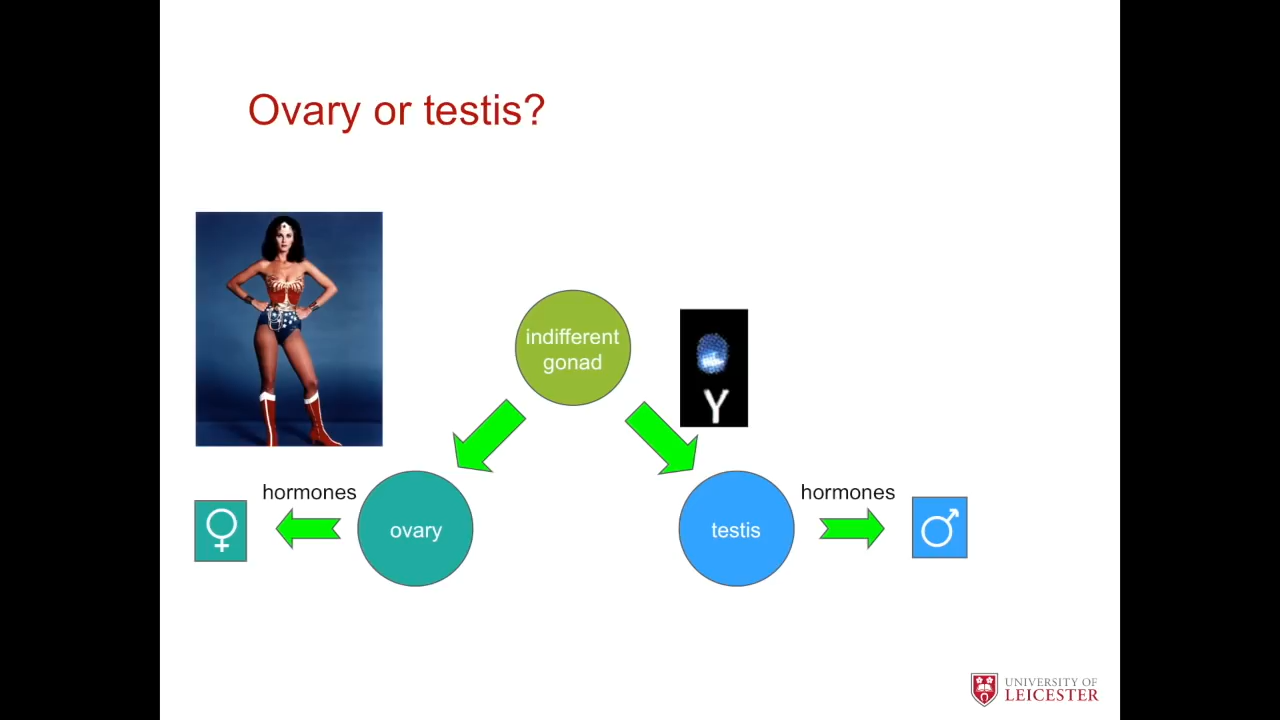 Ovary or testis?
indifferent
gonad
Y
hormones
ovary
testis
hormones
♀
♂
UNIVERSITY OF
LEICESTER